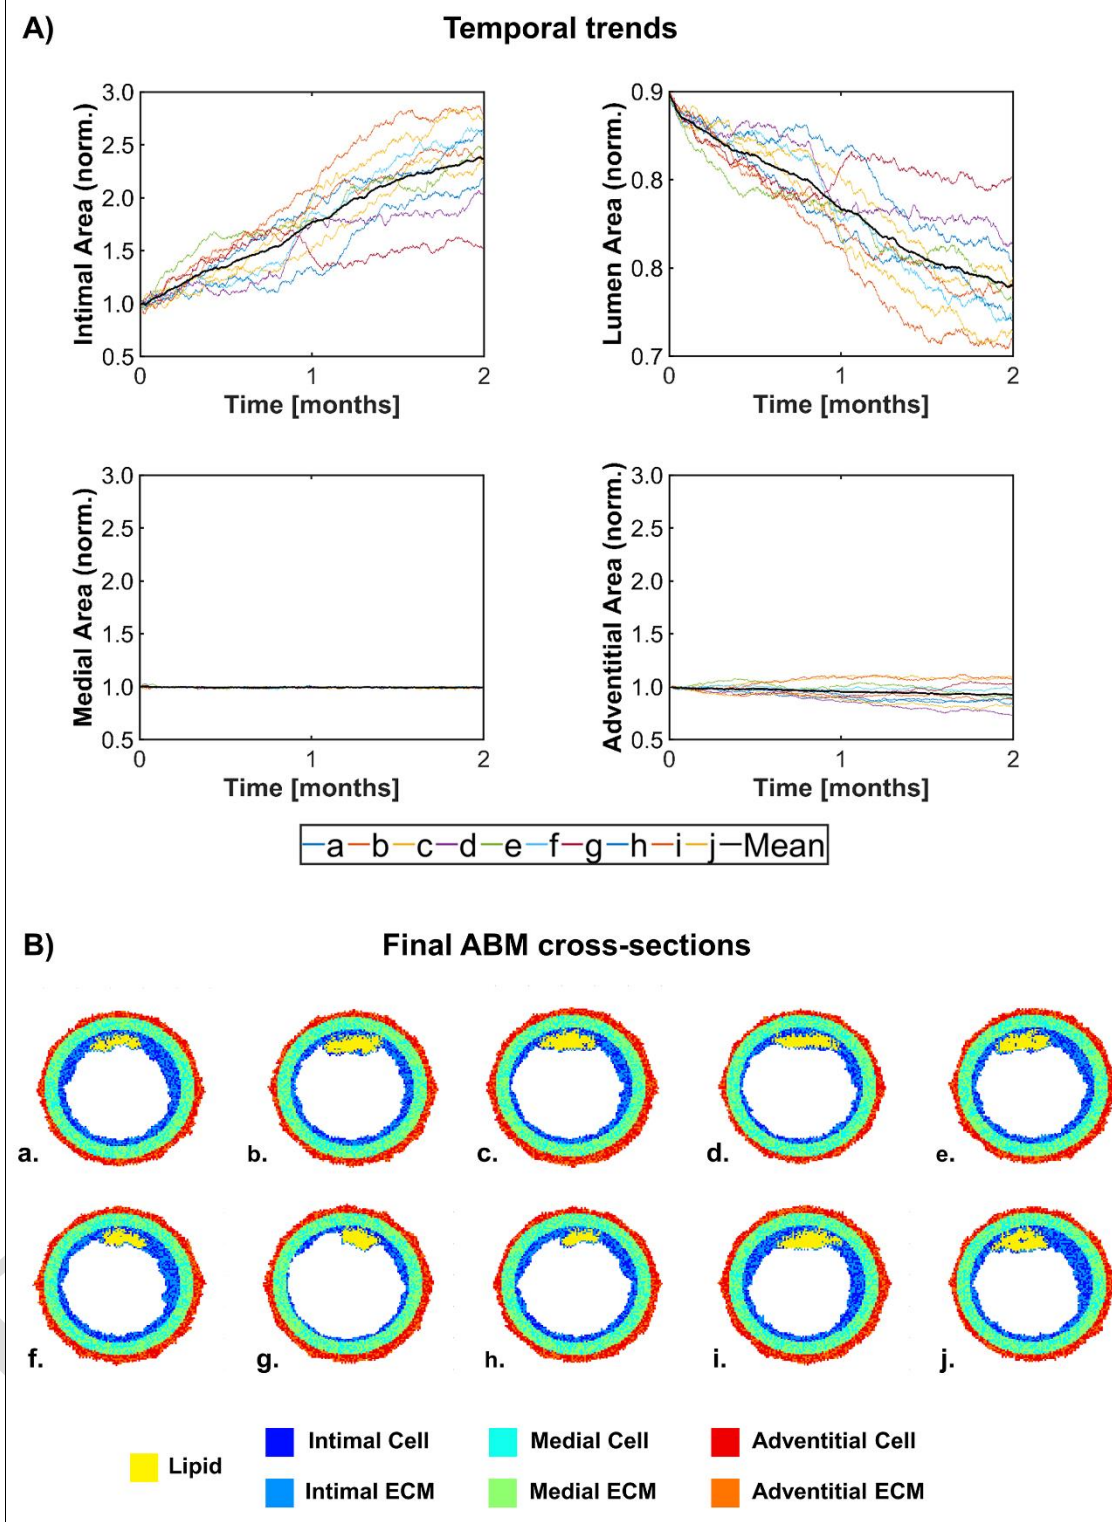 A)
Temporal trends
Intimal Area (norm.)
3.0
2.5
2.0
1.5
1.0
0.5
0 1 2
Time [months]
Lumen Area (norm.)
0.9
0.8
0.8
0.7
0 1 2
Time [months]
Medial Area (norm.)
3.0
2.5
2.0
1.5
1.0
0.5
0 1 2
Time [months]
Adventitial Area (norm.)
3.0
2.5
2.0
1.5
1.0
0.5
0 1 2
Time [months]
a b c d e f g h i j Mean
B)
Final ABM cross-sections
a. b. c. d. e.
f. g. h. i. j.
Lipid
Intimal Cell Medial Cell Adventitial Cell
Intimal ECM Medial ECM Adventitial ECM